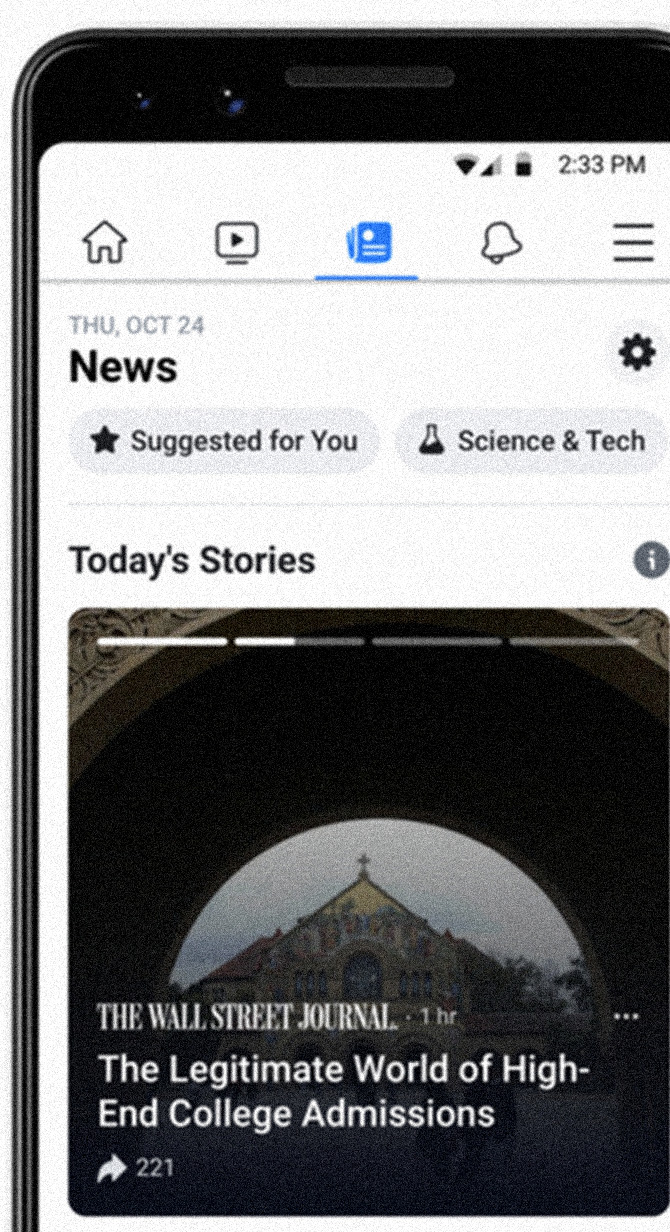 2:33 PM
THU, OCT 24
News
Suggested for You
Science & Tech
Today's Stories
THE WALL STREET JOURNAL. · 1 hr
The Legitimate World of High-
End College Admissions
221